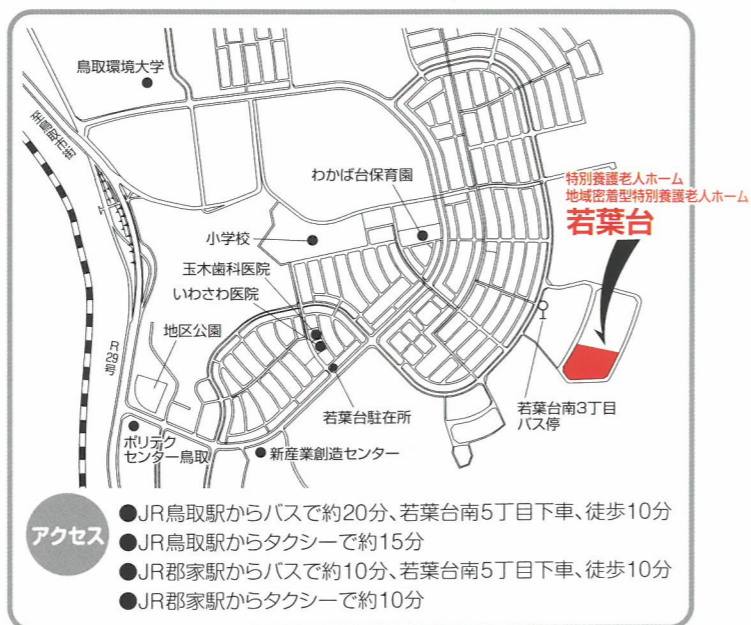 鳥取環境大学
至鳥取市街
わかば台保育園
特別養護老人ホーム
地域密着型特別養護老人ホーム
若葉台
小学校
玉木歯科医院
いわさわ医院
地区公園
R29号
若葉台駐在所
若葉台南3丁目
バス停
ポリテク
センター鳥取
新産業創造センター
アクセス
●JR鳥取駅からバスで約20分、若葉台南5丁目下車、徒歩10分
●JR鳥取駅からタクシーで約15分
●JR郡家駅からバスで約10分、若葉台南5丁目下車、徒歩10分
●JR郡家駅からタクシーで約10分